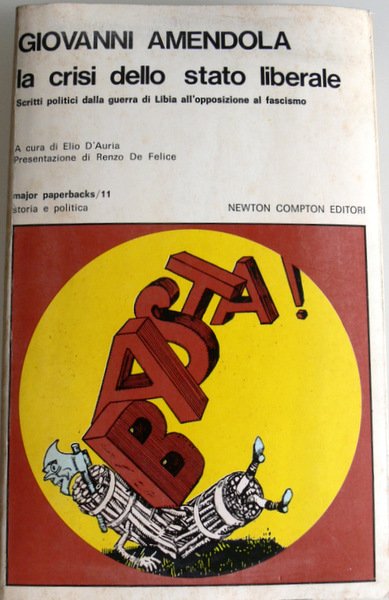 GIOVANNI AMENDOLA
la crisi dello stato liberale
Scritti politici dalla guerra di Libia all'opposizione al fascismo
A cura di Elio D'Auria
Presentazione di Renzo De Felice
major paperbacks/11
storia e politica
NEWTON COMPTON EDITORI
BASTA!